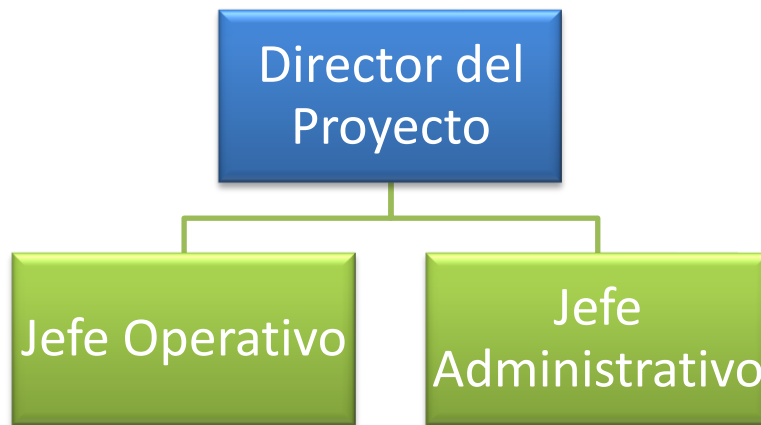 Director del
Proyecto
Jefe Operativo
Jefe
Administrativo